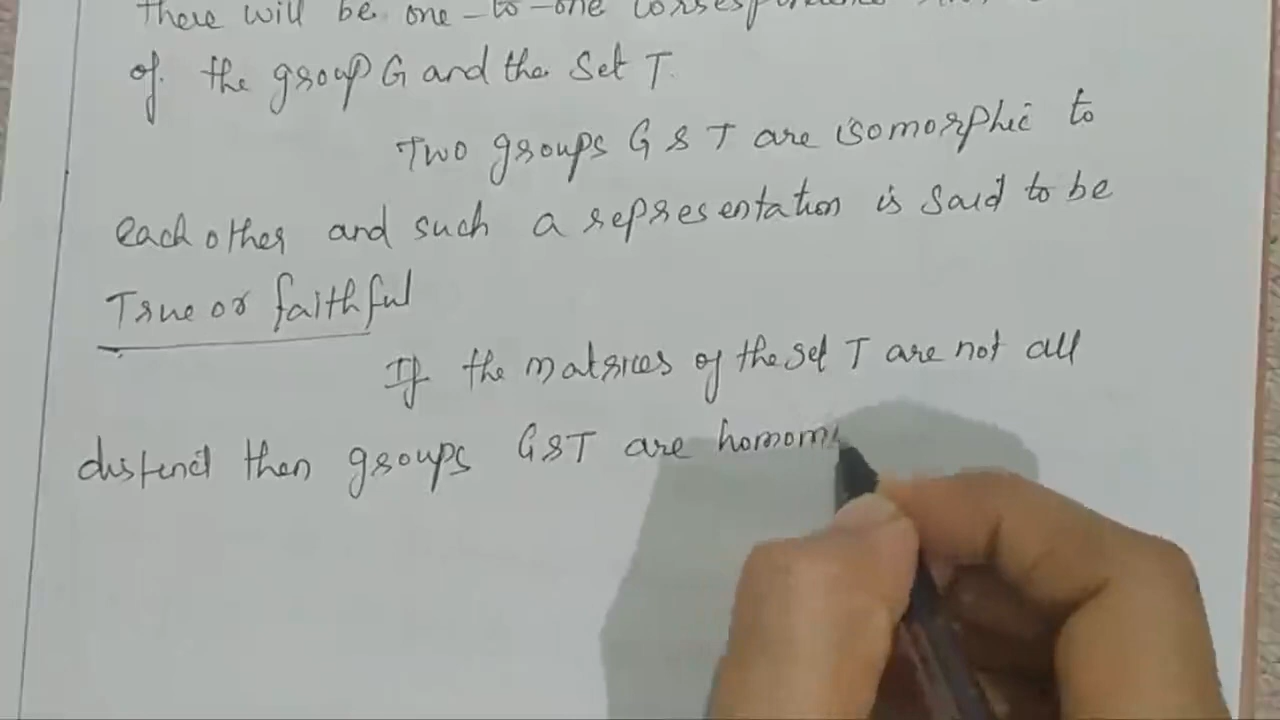 there will be one-to-one
of the group G and the Set T.
Two groups G & T are isomorphic to
each other and such a representation is said to be
True or faithful
If the matrices of the set T are not all
then groups G & T are homom